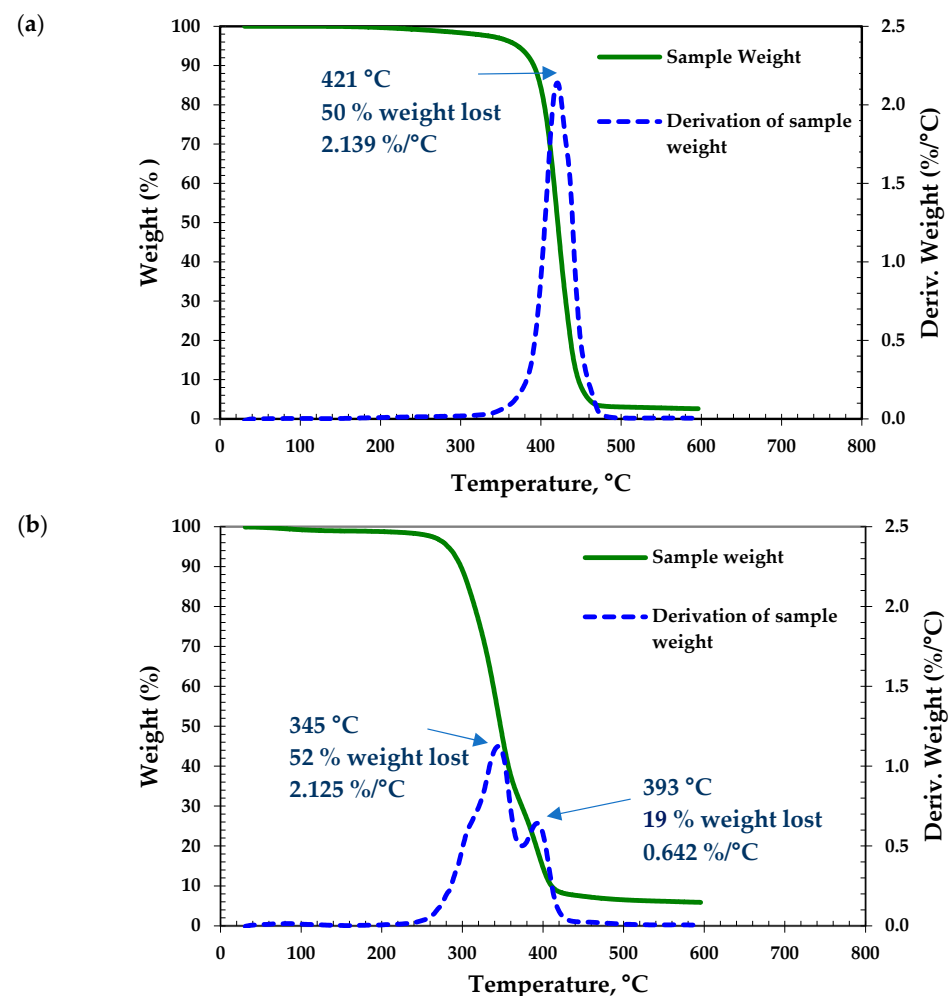 (a)
100
90
80
70
60
50
40
30
20
10
0
Weight (% )
2.5
2.0
1.5
1.0
0.5
0.0
Deriv. Weight (%/°C)
Sample Weight
Derivation of sample
weight
421 °C
50 % weight lost
2.139 %/°C
0 100 200 300 400 500 600 700 800
Temperature, °C
(b)
100
90
80
70
60
50
40
30
20
10
0
Weight (%)
2.5
2.0
1.5
1.0
0.5
0.0
Deriv. Weight (%/°C)
Sample weight
Derivation of sample
weight
345 °C
52 % weight lost
2.125 %/°C
393 °C
19 % weight lost
0.642 %/°C
0 100 200 300 400 500 600 700 800
Temperature, °C